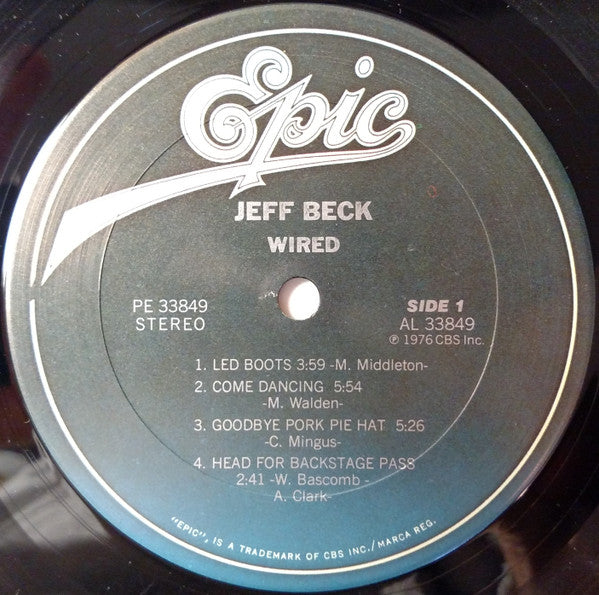 Epic
JEFF BECK
WIRED
PE 33849
STEREO
SIDE 1
AL 33849
℗ 1976 CBS Inc.
1. LED BOOTS 3:59 -M. Middleton-
2. COME DANCING 5:54
-M. Walden-
3. GOODBYE PORK PIE HAT 5:26
-C. Mingus-
4. HEAD FOR BACKSTAGE PASS
2:41 -W. Bascomb -
A. Clark-
"EPIC", IS A TRADEMARK OF CBS INC./MARCA REG.